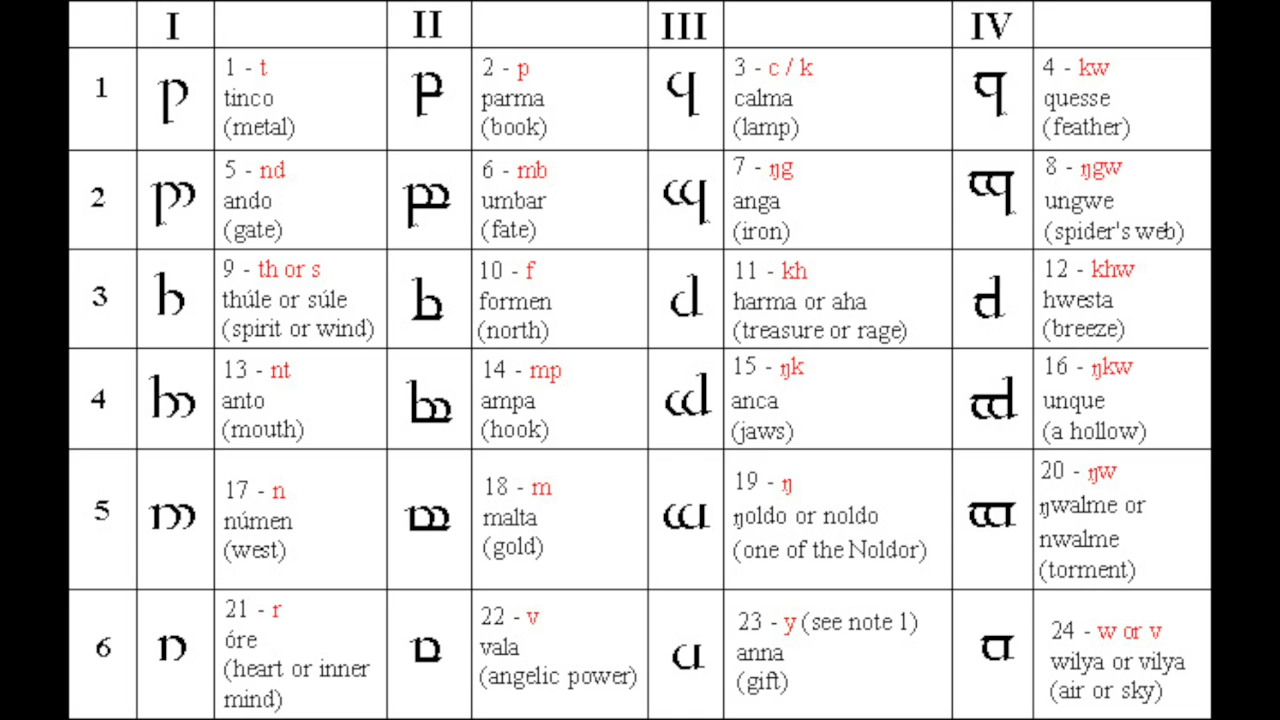 I
II
III
IV
1
1 - t
tinco
(metal)
2 - p
parma
(book)
3 - c / k
calma
(lamp)
4 - kw
quesse
(feather)
2
5 - nd
ando
(gate)
6 - mb
umbar
(fate)
7 - ŋg
anga
(iron)
8 - ŋgw
ungwe
(spider's web)
3
9 - th or s
thúle or súle
(spirit or wind)
10 - f
formen
(north)
11 - kh
harma or aha
(treasure or rage)
12 - khw
hwesta
(breeze)
4
13 - nt
anto
(mouth)
14 - mp
ampa
(hook)
15 - ŋk
anca
(jaws)
16 - ŋkw
unque
(a hollow)
5
17 - n
númen
(west)
18 - m
malta
(gold)
19 - ŋ
ŋoldo or noldo
(one of the Noldor)
20 - ŋw
ŋwalme or
nwalme
(torment)
6
21 - r
óre
(heart or inner
mind)
22 - v
vala
(angelic power)
23 - y (see note 1)
anna
(gift)
24 - w or v
wilya or vilya
(air or sky)